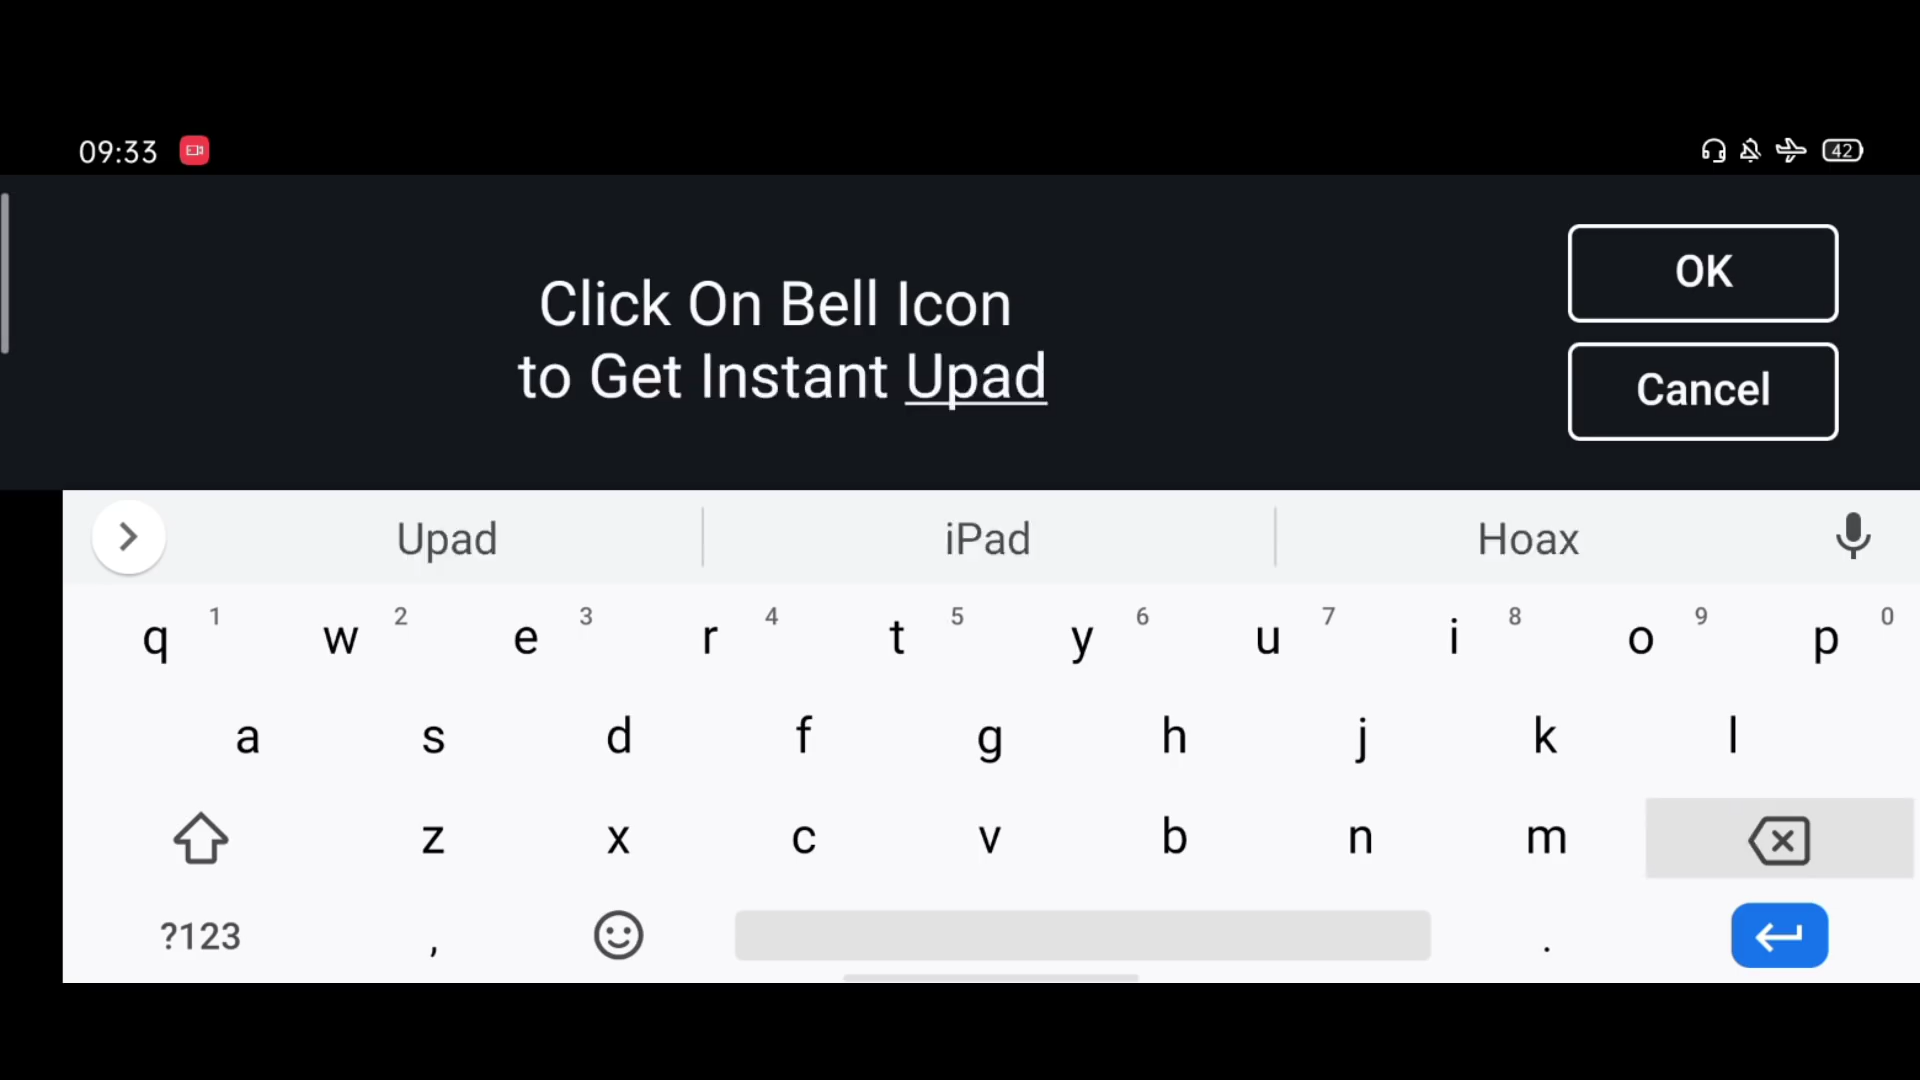 09:33
42
Click On Bell Icon
to Get Instant Upad
OK
Cancel
Upad iPad Hoax
q 1 w 2 e 3 r 4 t 5 y 6 u 7 i 8 o 9 p 0
a s d f g h j k l
z x c v b n m
?123 , .